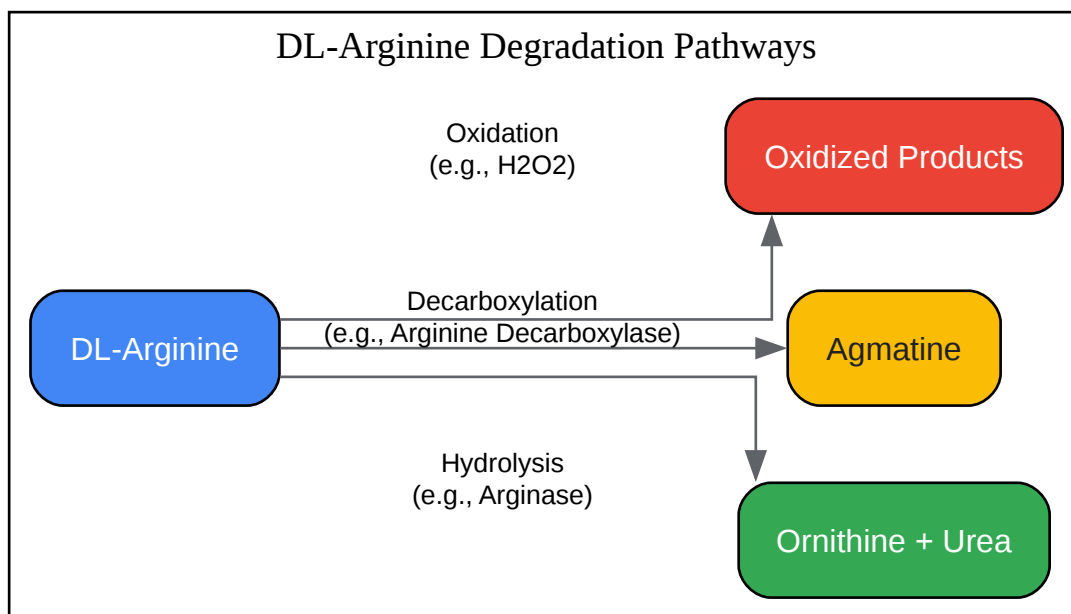 DL-Arginine Degradation Pathways
Oxidation
(e.g., H2O2)
Oxidized Products
Decarboxylation
(e.g., Arginine Decarboxylase)
DL-Arginine
Agmatine
Hydrolysis
(e.g., Arginase)
Ornithine + Urea